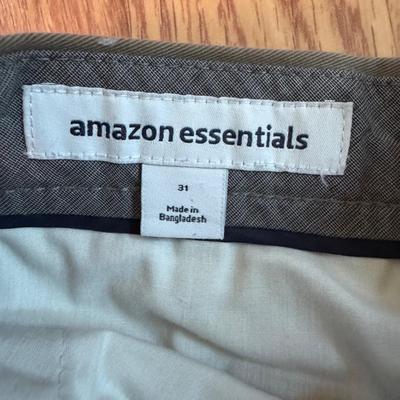 amazon essentials
31
Made in
Bangladesh